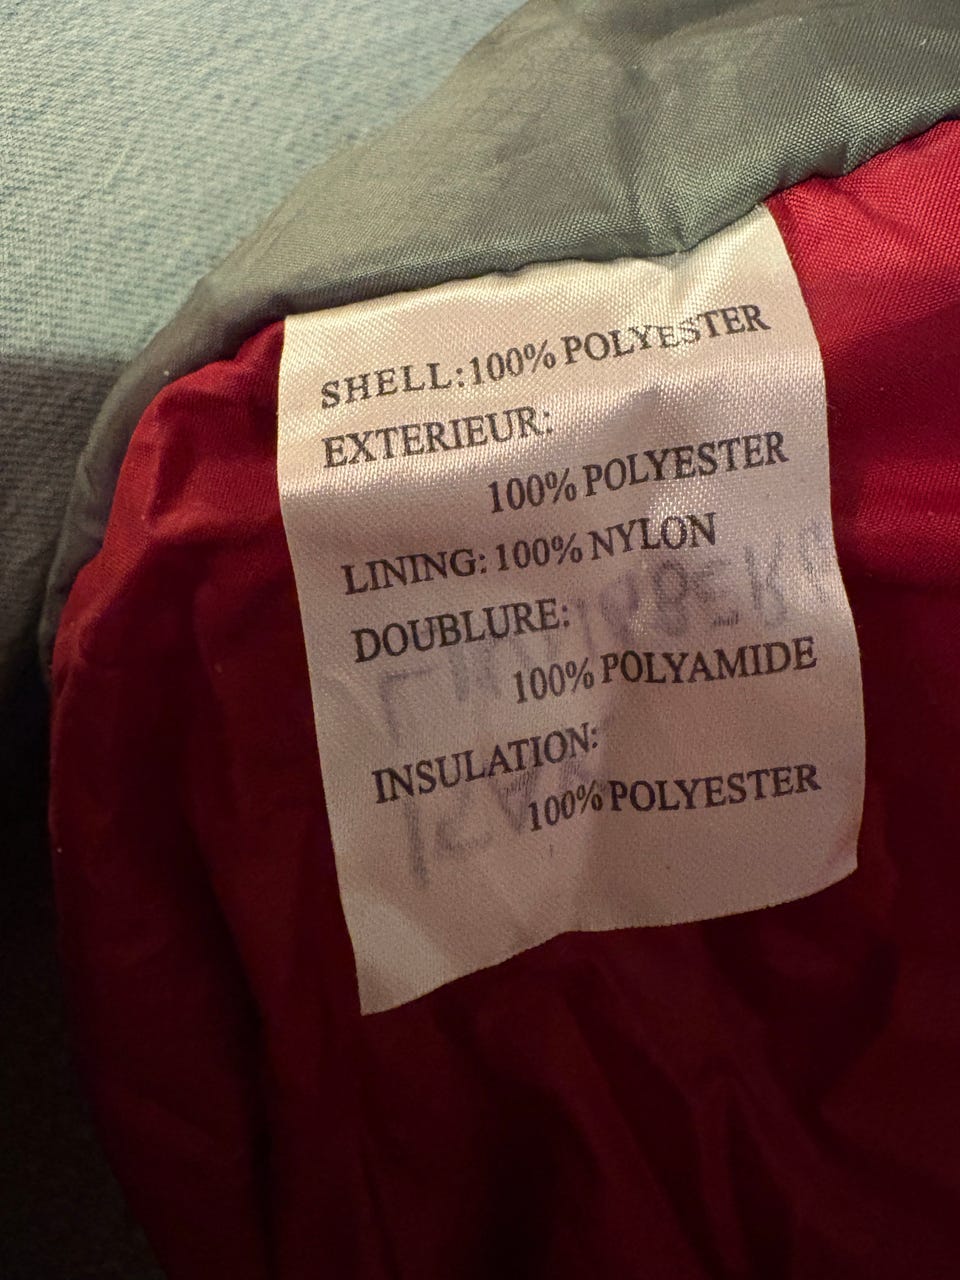 SHELL:100% POLYESTER
EXTERIEUR:
100% POLYESTER
LINING: 100% NYLON
DOUBLURE:
100% POLYAMIDE
INSULATION:
100% POLYESTER